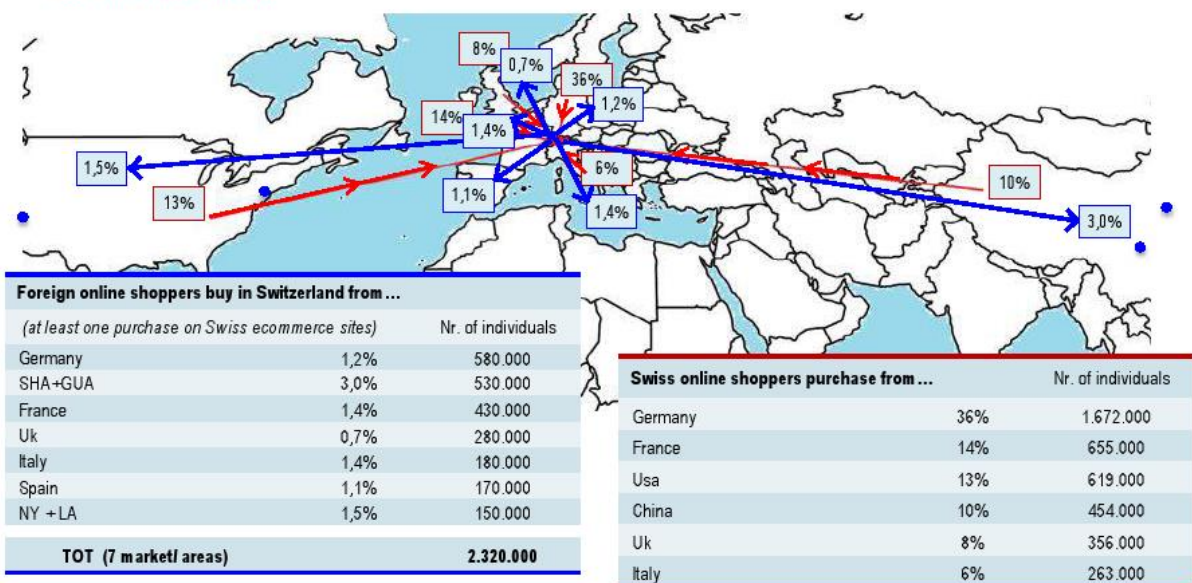 8%
0,7%
36%
1,2%
14%
1,4%
1,5%
6%
10%
1,1%
13%
1,4%
3,0%
Foreign online shoppers buy in Switzerland from ...
(at least one purchase on Swiss ecommerce sites) Nr. of individuals
Germany 1,2% 580.000
SHA+GUA 3,0% 530.000
France 1,4% 430.000
Uk 0,7% 280.000
Italy 1,4% 180.000
Spain 1,1% 170.000
NY +LA 1,5% 150.000
TOT (7 market/ areas) 2.320.000
Swiss online shoppers purchase from ... Nr. of individuals
Germany 36% 1.672.000
France 14% 655.000
Usa 13% 619.000
China 10% 454.000
Uk 8% 356.000
Italy 6% 263.000